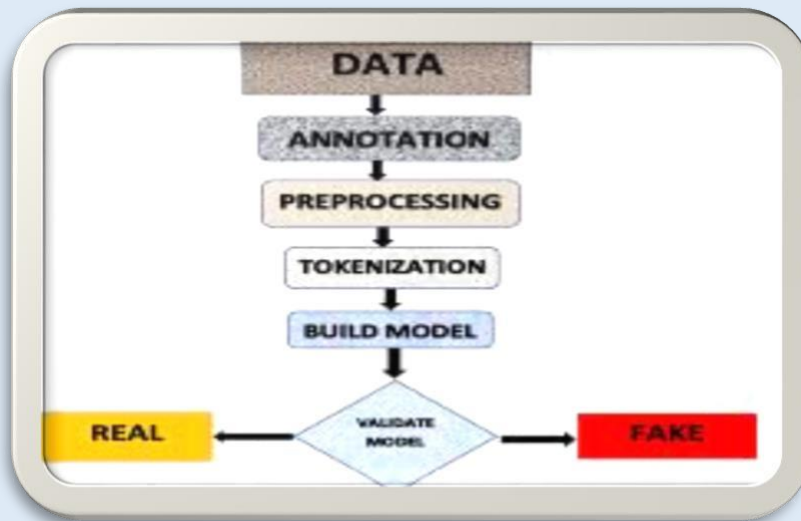 DATA
ANNOTATION
PREPROCESSING
TOKENIZATION
BUILD MODEL
VALIDATE
MODEL
REAL
FAKE